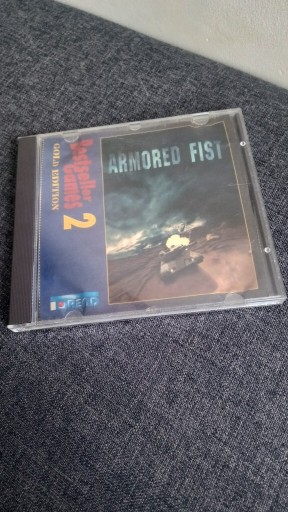 ARMORED FIST
BestSeller
Games 2
GOLD EDITION